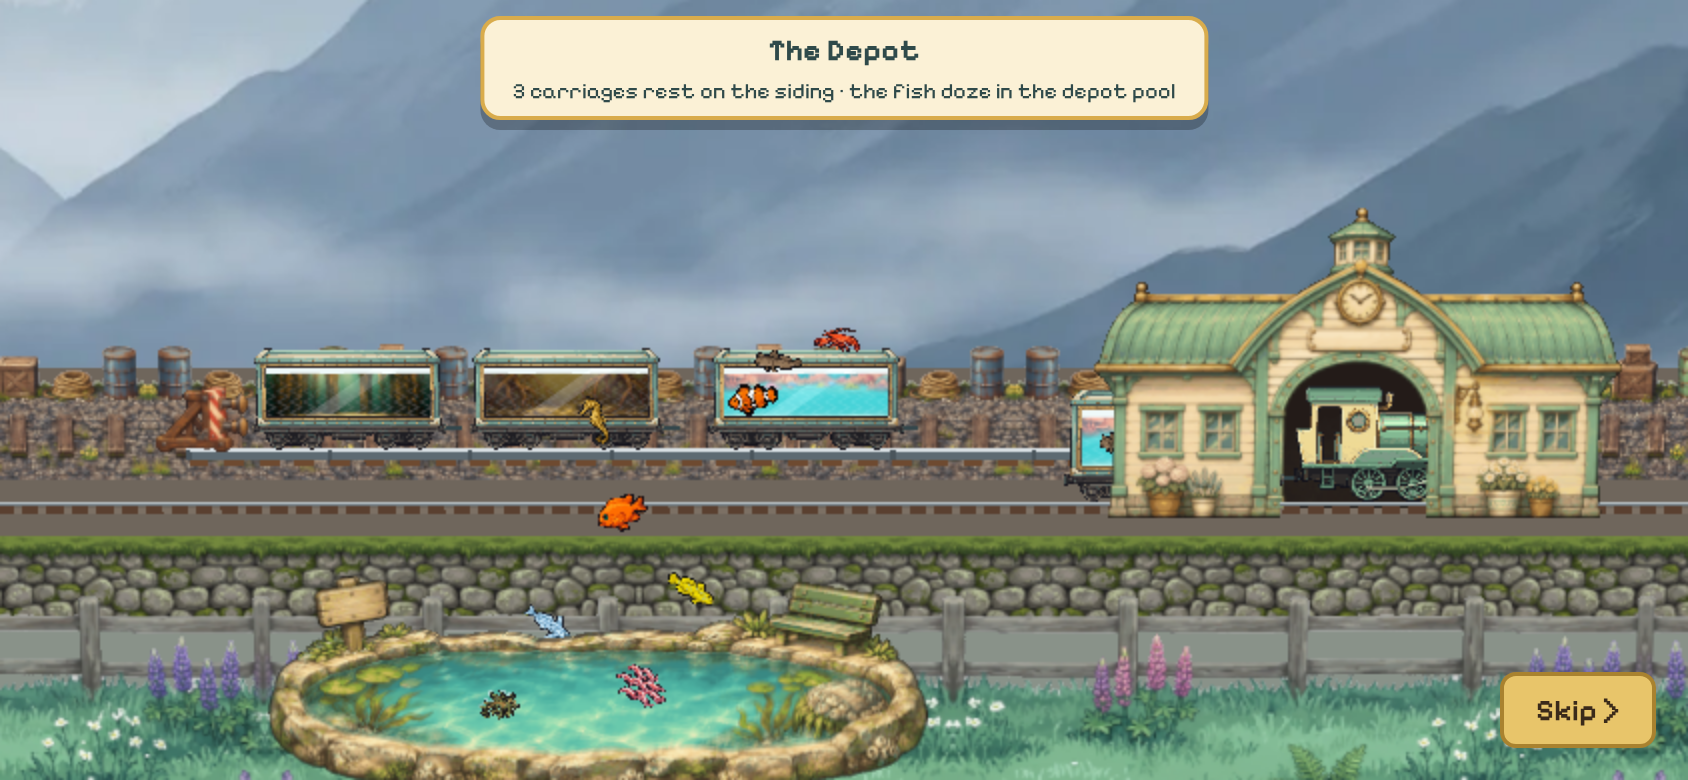 The Depot
3 carriages rest on the siding · the fish doze in the depot pool
Skip >